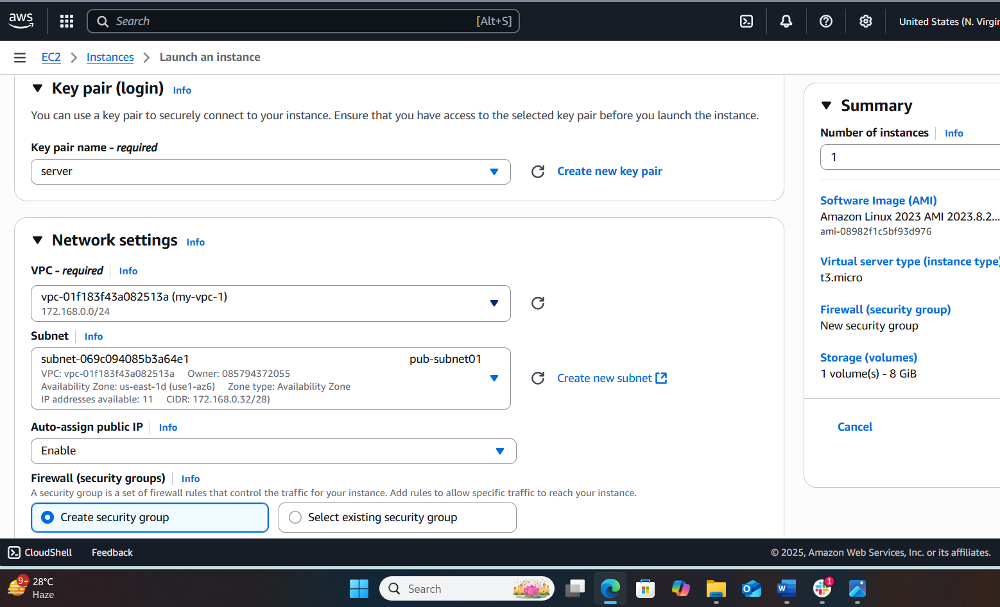 aws
Search [Alt+S]
United States (N. Virgin
EC2 Instances Launch an instance
Key pair (login) Info
You can use a key pair to securely connect to your instance. Ensure that you have access to the selected key pair before you launch the instance.
Key pair name - required
server
Create new key pair
Network settings Info
VPC - required Info
vpc-01f183f43a082513a (my-vpc-1)
172.168.0.0/24
Subnet Info
subnet-069c094085b3a64e1 pub-subnet01
VPC: vpc-01f183f43a082513a Owner: 085794372055
Availability Zone: us-east-1d (use1-az6) Zone type: Availability Zone
IP addresses available: 11 CIDR: 172.168.0.32/28)
Create new subnet
Auto-assign public IP Info
Enable
Firewall (security groups) Info
A security group is a set of firewall rules that control the traffic for your instance. Add rules to allow specific traffic to reach your instance.
Create security group
Select existing security group
Summary
Number of instances Info
1
Software Image (AMI)
Amazon Linux 2023 AMI 2023.8.2...
ami-08982f1c5bf93d976
Virtual server type (instance type)
t3.micro
Firewall (security group)
New security group
Storage (volumes)
1 volume(s) - 8 GiB
Cancel
CloudShell Feedback
© 2025, Amazon Web Services, Inc. or its affiliates.
9+
28°C
Haze
Search
W
1